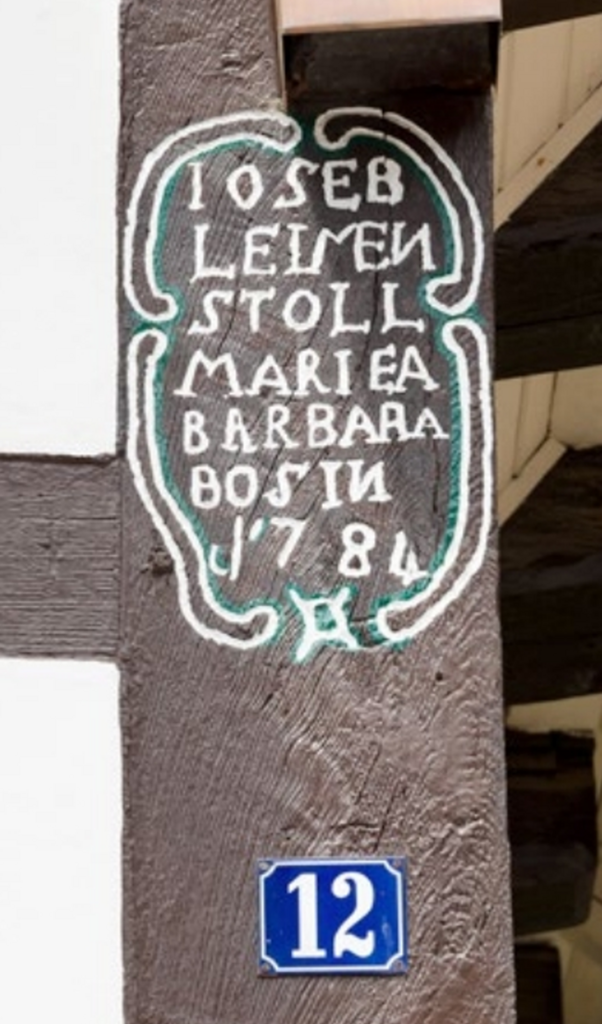 IOSEB
LEIMEN
STOLL
MARIEA
BARBARA
BOSIN
1784
12